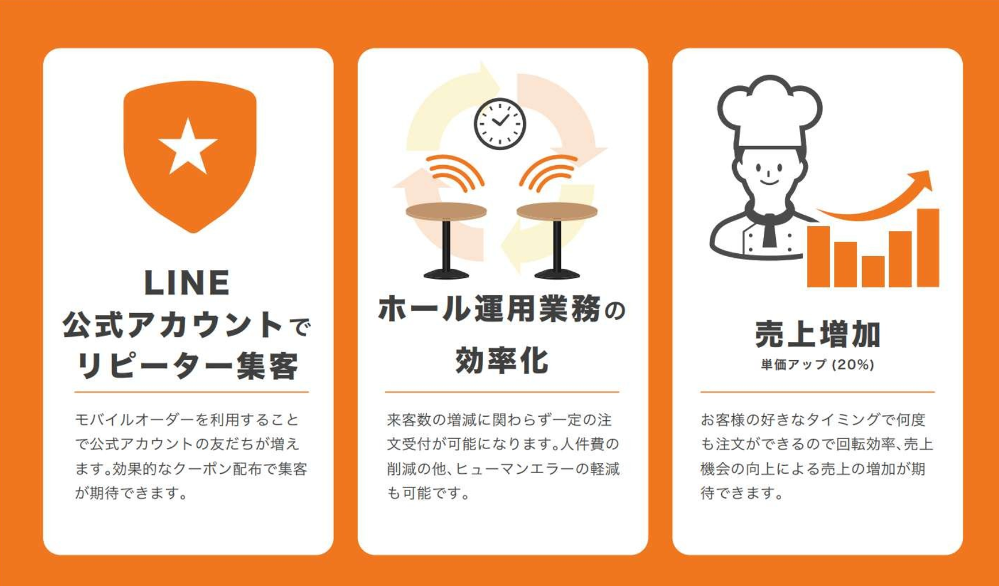 LINE
公式アカウントで
リピーター集客
モバイルオーダーを利用すること
で公式アカウントの友だちが増え
ます。効果的なクーポン配布で集客
が期待できます。
ホール運用業務の
効率化
来客数の増減に関わらず一定の注
文受付が可能になります。人件費の
削減の他、ヒューマンエラーの軽減
も可能です。
売上増加
単価アップ (20%)
お客様の好きなタイミングで何度
も注文ができるので回転効率、売上
機会の向上による売上の増加が期
待できます。